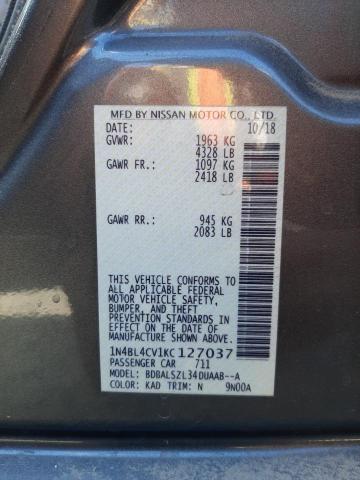 MFD BY NISSAN MOTOR CO., LTD.
DATE: 10/18
GVWR: 1963 KG
4328 LB
GAWR FR.: 1097 KG
2418 LB
GAWR RR.: 945 KG
2083 LB
THIS VEHICLE CONFORMS TO
ALL APPLICABLE FEDERAL
MOTOR VEHICLE SAFETY,
BUMPER, AND THEFT
PREVENTION STANDARDS
IN EFFECT ON THE DATE OF
MANUFACTURE SHOWN ABOVE.
1N4BL4CV1KC 127037
PASSENGER CAR 711
MODEL: BDBALSZL34DUAAB--A
COLOR: KAD TRIM: N 9N00A